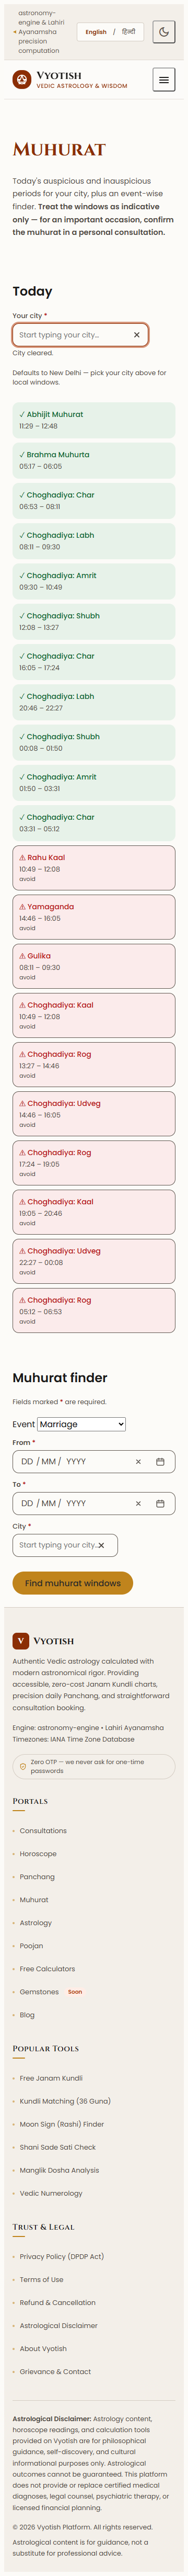 astronomy-
engine & Lahiri
Ayanamsha
precision
computation
English / हिन्दी
Vyotish
VEDIC ASTROLOGY & WISDOM
Muhurat
Today's auspicious and inauspicious
periods for your city, plus an event-wise
finder. Treat the windows as indicative
only — for an important occasion, confirm
the muhurat in a personal consultation.
Today
Your city *
Start typing your city...
City cleared.
Defaults to New Delhi — pick your city above for
local windows.
✓ Abhijit Muhurat
11:29 – 12:48
✓ Brahma Muhurta
05:17 – 06:05
✓ Choghadiya: Char
06:53 – 08:11
✓ Choghadiya: Labh
08:11 – 09:30
✓ Choghadiya: Amrit
09:30 – 10:49
✓ Choghadiya: Shubh
12:08 – 13:27
✓ Choghadiya: Char
16:05 – 17:24
✓ Choghadiya: Labh
20:46 – 22:27
✓ Choghadiya: Shubh
00:08 – 01:50
✓ Choghadiya: Amrit
01:50 – 03:31
✓ Choghadiya: Char
03:31 – 05:12
⚠ Rahu Kaal
10:49 – 12:08
avoid
⚠ Yamaganda
14:46 – 16:05
avoid
⚠ Gulika
08:11 – 09:30
avoid
⚠ Choghadiya: Kaal
10:49 – 12:08
avoid
⚠ Choghadiya: Rog
13:27 – 14:46
avoid
⚠ Choghadiya: Udveg
14:46 – 16:05
avoid
⚠ Choghadiya: Rog
17:24 – 19:05
avoid
⚠ Choghadiya: Kaal
19:05 – 20:46
avoid
⚠ Choghadiya: Udveg
22:27 – 00:08
avoid
⚠ Choghadiya: Rog
05:12 – 06:53
avoid
Muhurat finder
Fields marked * are required.
Event Marriage
From *
DD / MM / YYYY
To *
DD / MM / YYYY
City *
Start typing your city...
Find muhurat windows
V Vyotish
Authentic Vedic astrology calculated with
modern astronomical rigor. Providing
accessible, zero-cost Janam Kundli charts,
precision daily Panchang, and straightforward
consultation booking.
Engine: astronomy-engine • Lahiri Ayanamsha
Timezones: IANA Time Zone Database
Zero OTP — we never ask for one-time
passwords
Portals
Consultations
Horoscope
Panchang
Muhurat
Astrology
Poojan
Free Calculators
Gemstones Soon
Blog
Popular Tools
Free Janam Kundli
Kundli Matching (36 Guna)
Moon Sign (Rashi) Finder
Shani Sade Sati Check
Manglik Dosha Analysis
Vedic Numerology
Trust & Legal
Privacy Policy (DPDP Act)
Terms of Use
Refund & Cancellation
Astrological Disclaimer
About Vyotish
Grievance & Contact
Astrological Disclaimer: Astrology content,
horoscope readings, and calculation tools
provided on Vyotish are for philosophical
guidance, self-discovery, and cultural
informational purposes only. Astrological
outcomes cannot be guaranteed. This platform
does not provide or replace certified medical
diagnoses, legal counsel, psychiatric therapy, or
licensed financial planning.
© 2026 Vyotish Platform. All rights reserved.
Astrological content is for guidance, not a
substitute for professional advice.